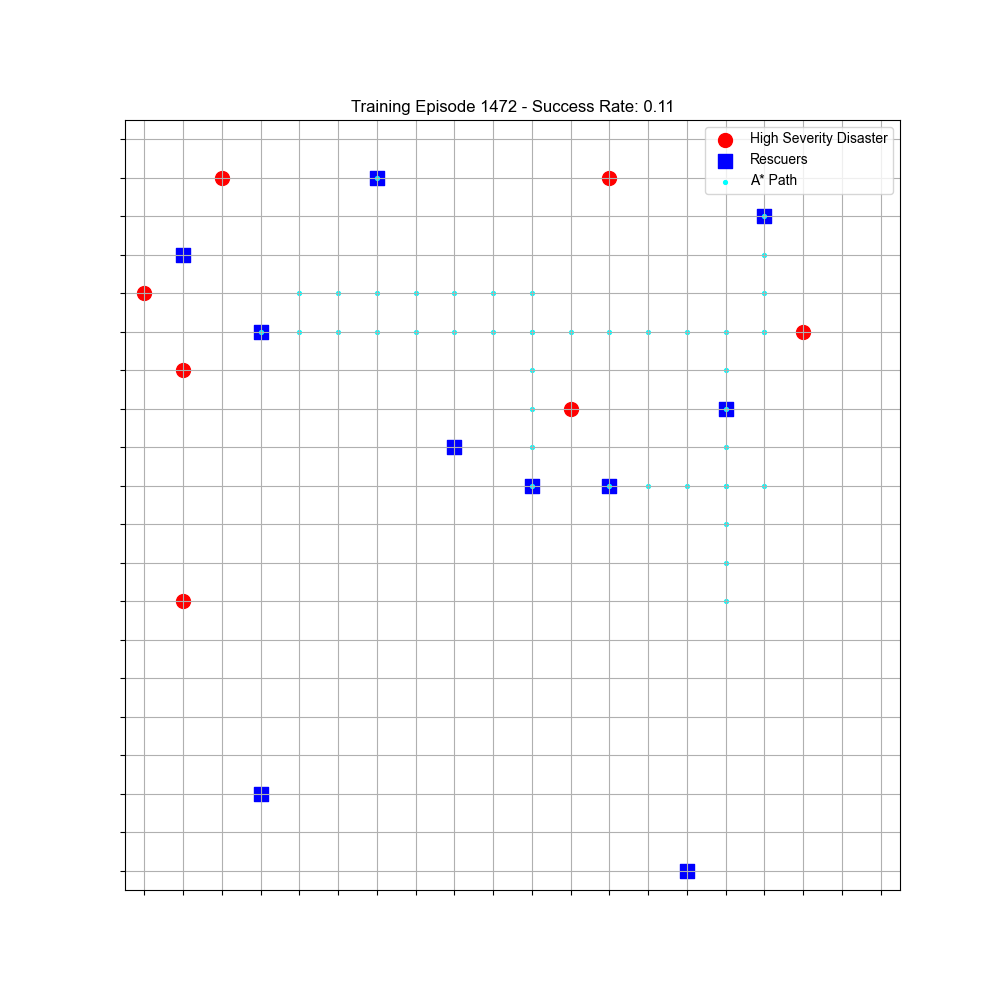 Training Episode 1472 - Success Rate: 0.11
High Severity Disaster
Rescuers
A* Path